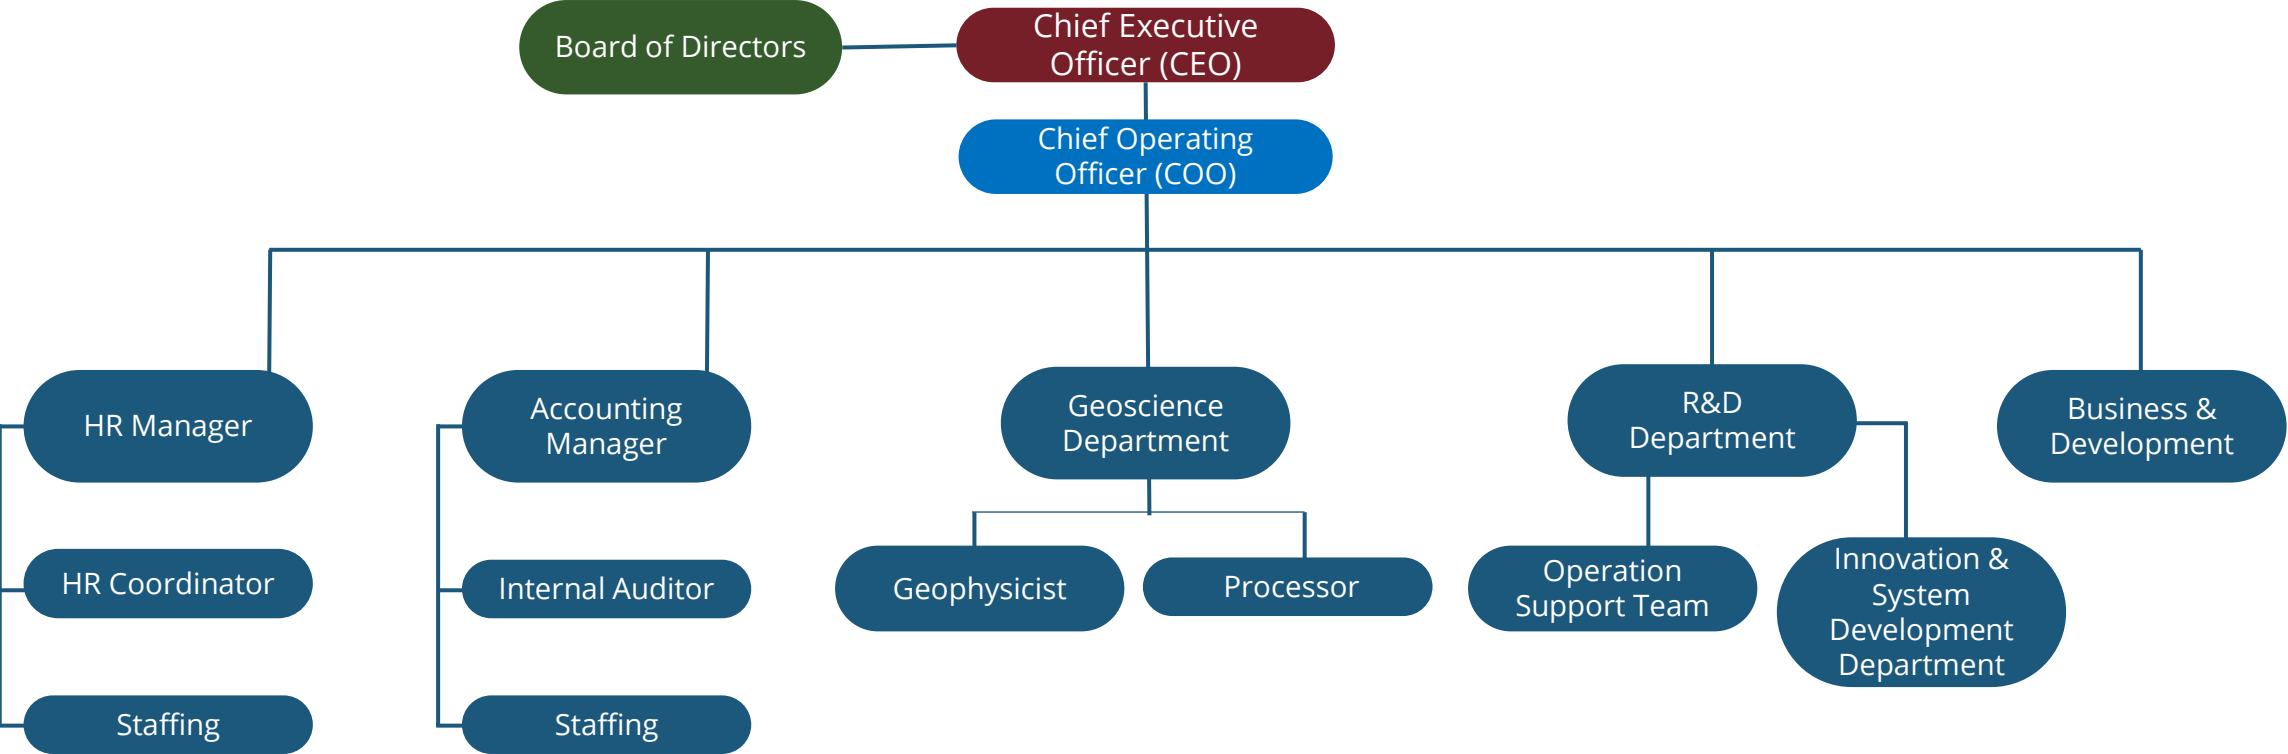 Board of Directors
Chief Executive
Officer (CEO)
Chief Operating
Officer (COO)
HR Manager
Accounting
Manager
Geoscience
Department
R&D
Department
Business &
Development
HR Coordinator
Internal Auditor
Geophysicist
Processor
Operation
Support Team
Innovation &
System
Development
Department
Staffing
Staffing